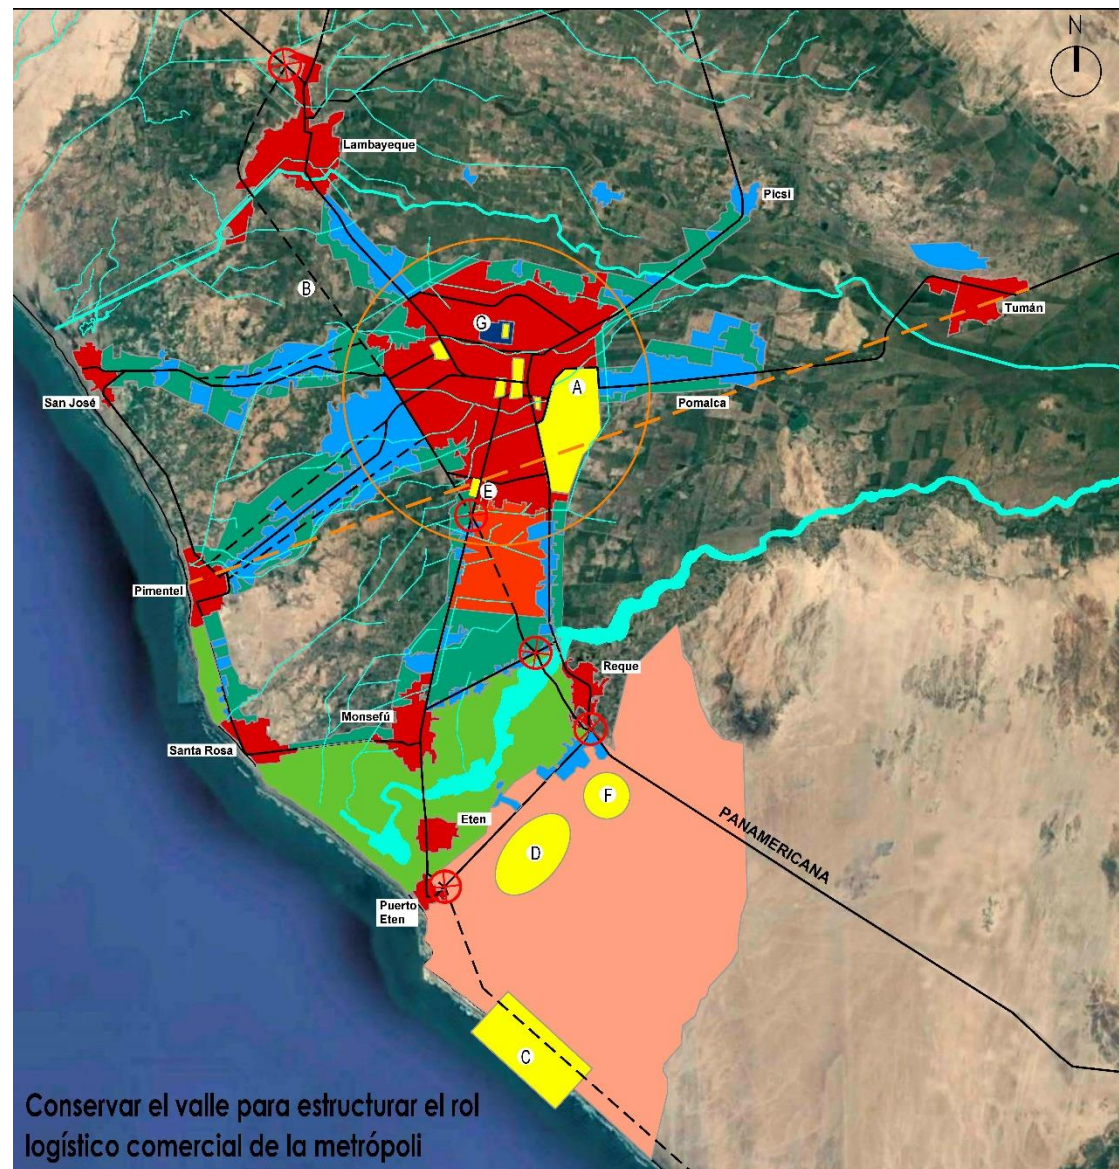 N
Lambayeque
Picsi
B
Tumán
G
A
San José
Pomalca
E
Pimentel
Reque
Monsefú
Santa Rosa
F
PANAMERICANA
Eten
D
Puerto
Eten
C
Conservar el valle para estructurar el rol
logístico comercial de la metrópoli